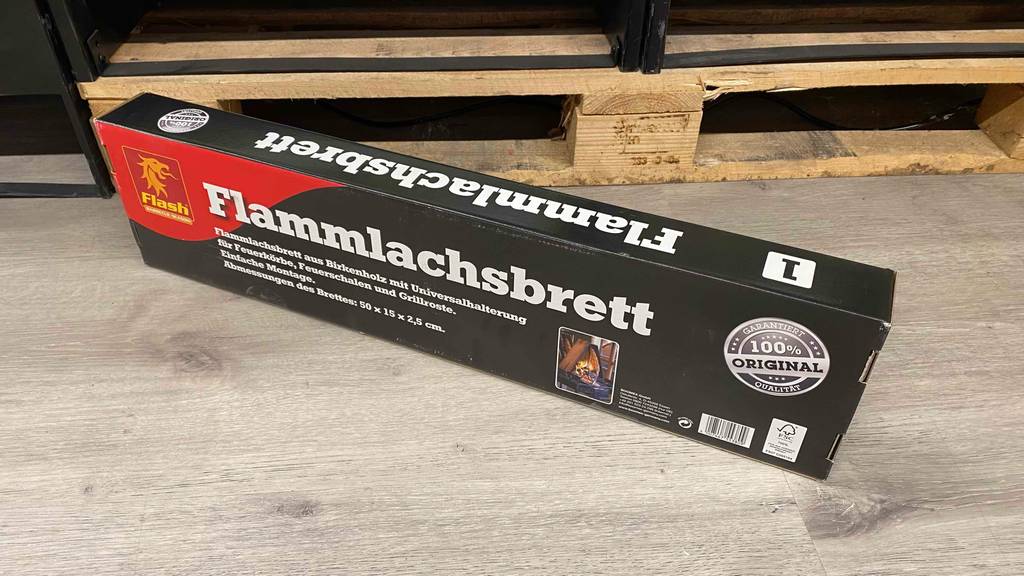 ORIGINAL
Flammlachsbrett
1
Flash
Flammlachsbrett
Flammlachsbrett aus Birkenholz mit Universalhalterung
für Feuerkörbe, Feuerschalen und Grillroste.
Einfache Montage.
Abmessungen des Brettes: 50 x 15 x 2,5 cm.
GARANTIERT
100%
ORIGINAL
QUALITÄT
FSC